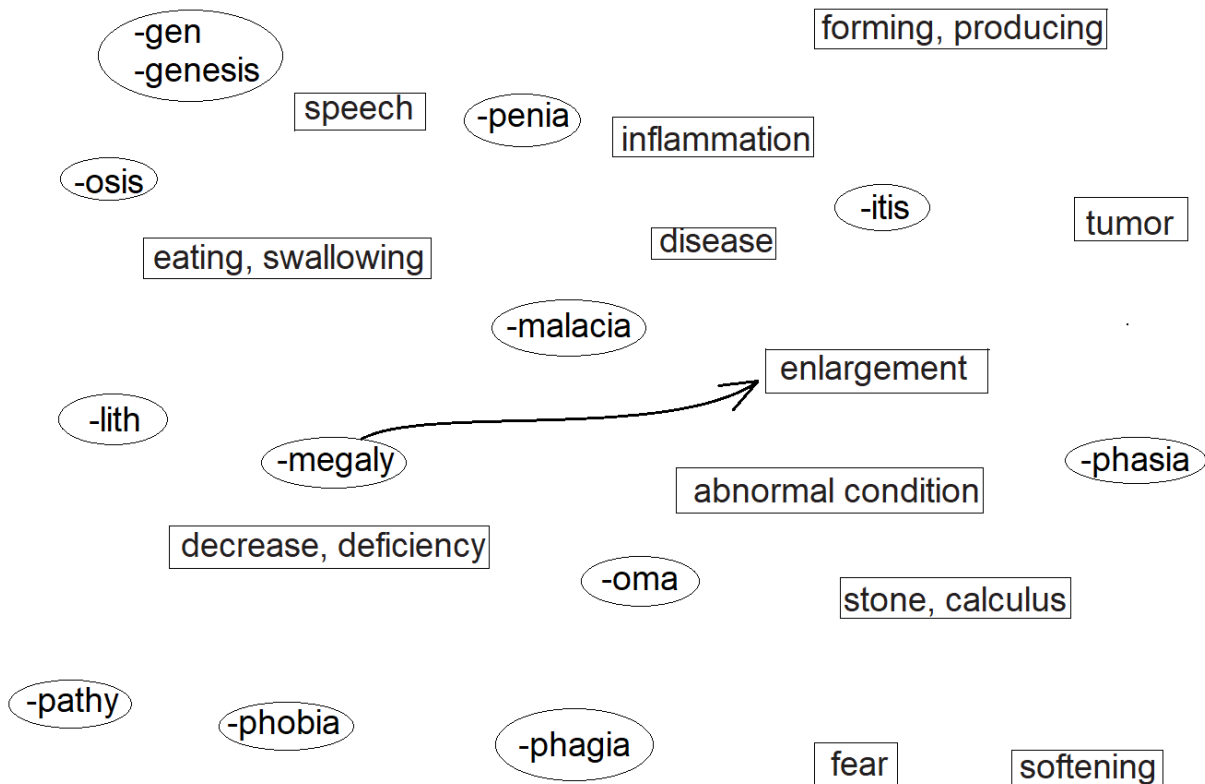 -gen
-genesis
forming, producing
speech
-penia
inflammation
-osis
-itis
tumor
eating, swallowing
disease
-malacia
enlargement
-lith
-megaly
-phasia
abnormal condition
decrease, deficiency
-oma
stone, calculus
-pathy
-phobia
-phagia
fear
softening